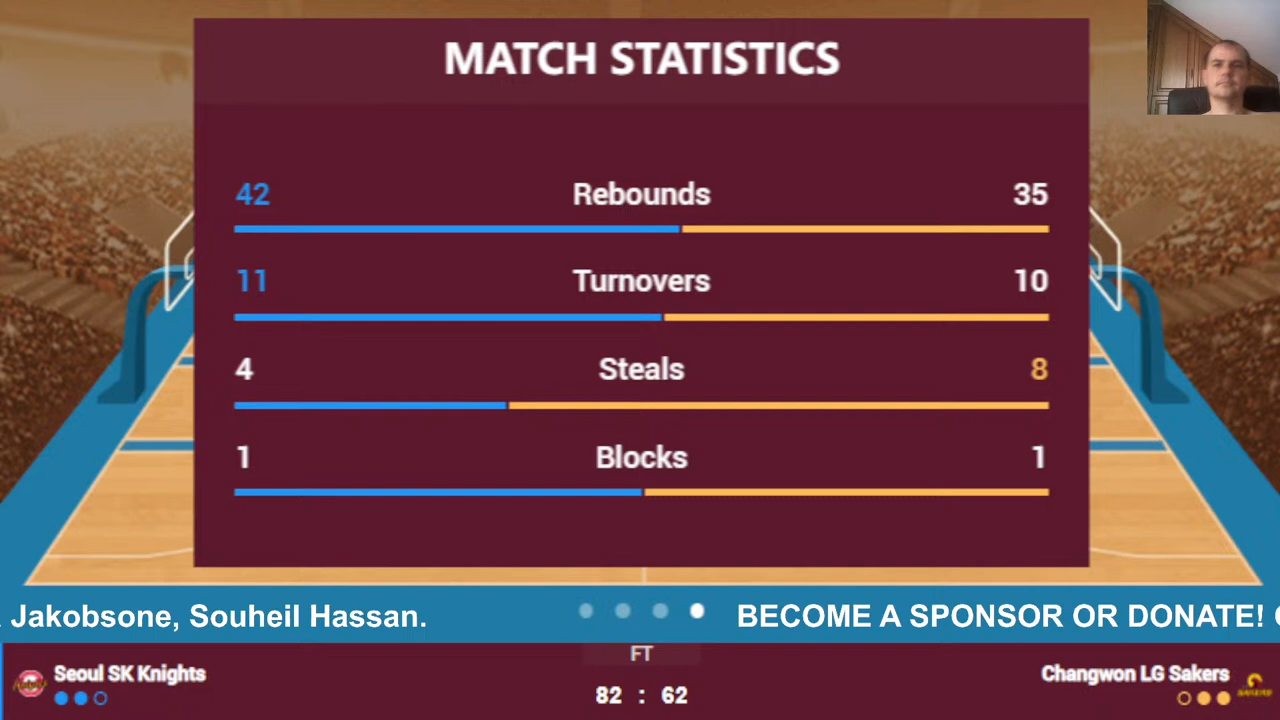 MATCH STATISTICS
42 Rebounds 35
11 Turnovers 10
4 Steals 8
1 Blocks 1
Jakobsone, Souheil Hassan. BECOME A SPONSOR OR DONATE!
FT
Seoul SK Knights 82 : 62 Changwon LG Sakers
SAKERS